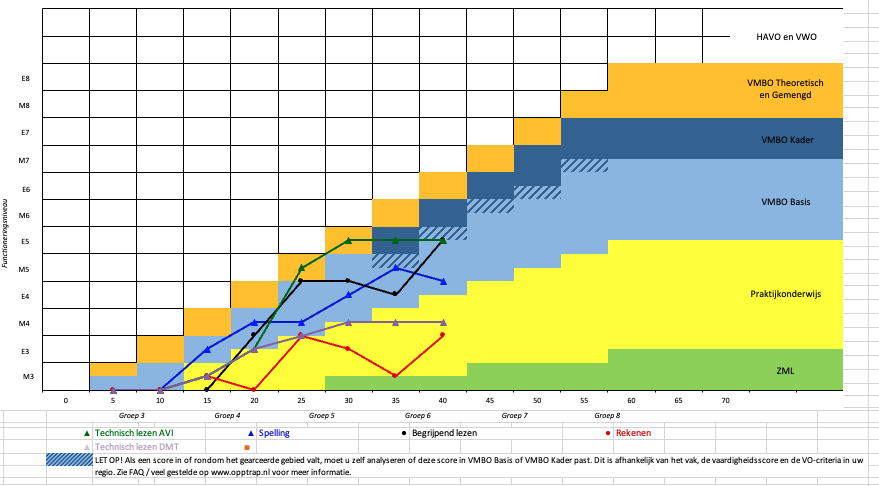 HAVO en VWO
E8
VMBO Theoretisch
en Gemengd
M8
E7
VMBO Kader
M7
E6
VMBO Basis
M6
Functioneringsniveau
E5
M5
E4
Praktijkonderwijs
M4
E3
ZML
M3
0 5 10 15 20 25 30 35 40 45 50 55 60 65 70
Groep 3 Groep 4 Groep 5 Groep 6 Groep 7 Groep 8
Technisch lezen AVI Spelling Begrijpend lezen Rekenen
Technisch lezen DMT
LET OP! Als een score in of rondom het gearceerde gebied valt, moet u zelf analyseren of deze score in VMBO Basis of VMBO Kader past. Dit is afhankelijk van het vak, de vaardigheidsscore en de VO-criteria in uw
regio. Zie FAQ / veel gestelde op www.opptrap.nl voor meer informatie.